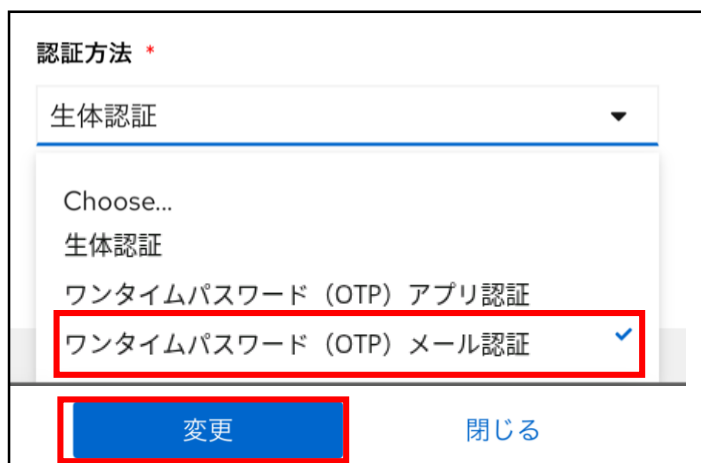 認証方法 *
生体認証
Choose...
生体認証
ワンタイムパスワード（OTP）アプリ認証
ワンタイムパスワード（OTP）メール認証
変更 閉じる